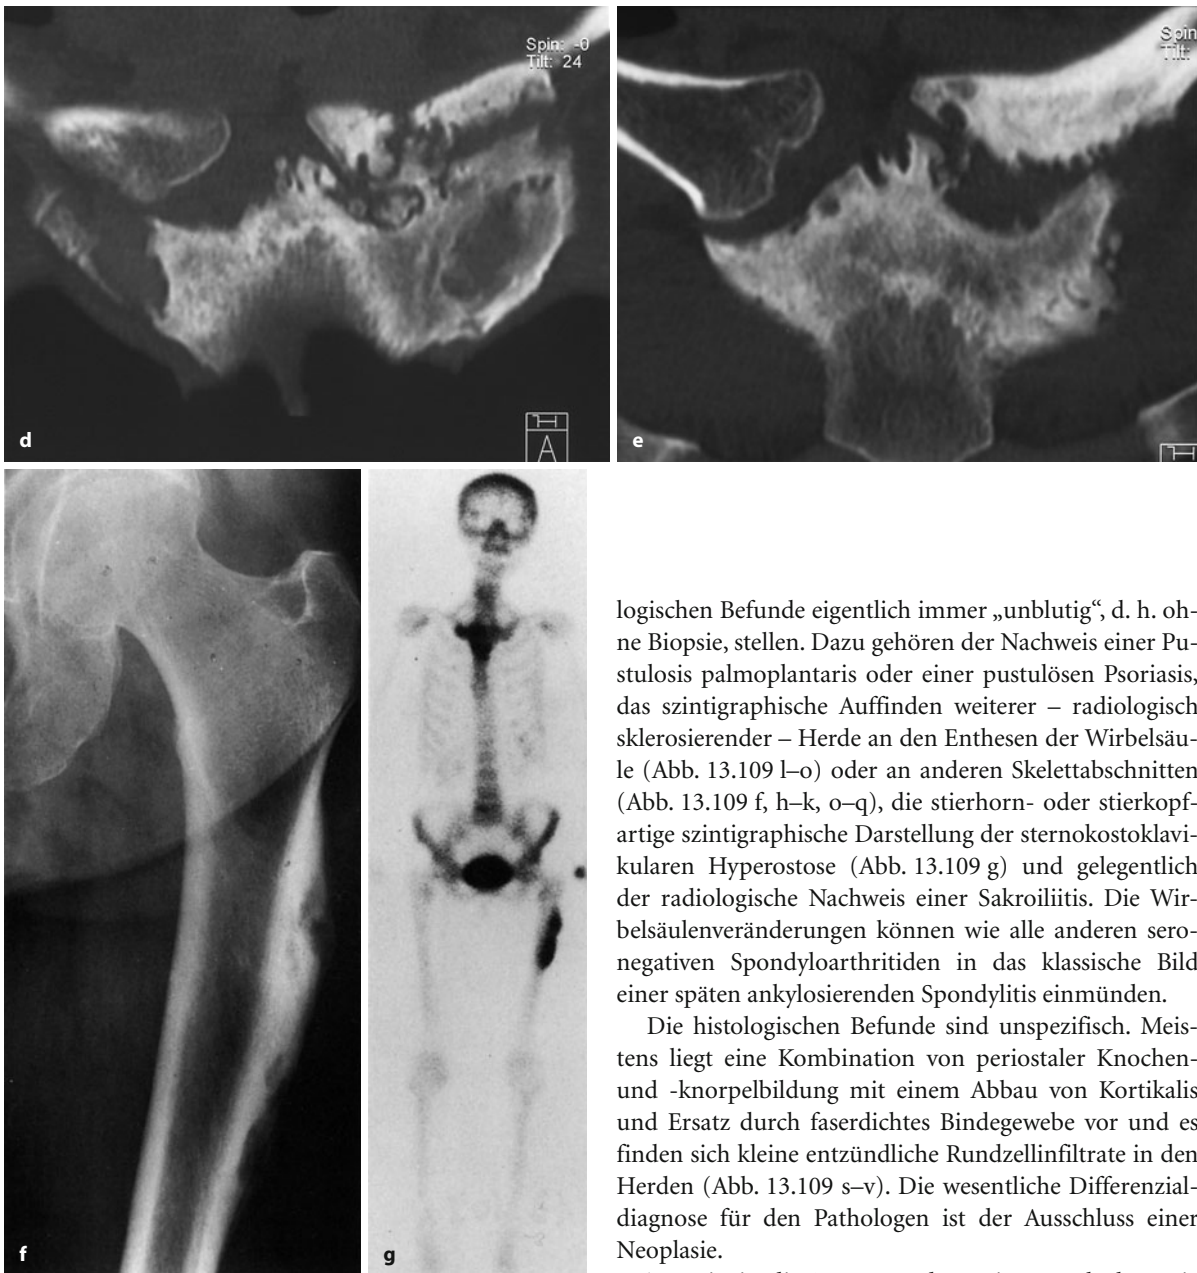 Spin: -0
Tilt: 24
d
A
Spin
Tilt:
e
f
g
logischen Befunde eigentlich immer „unblutig“, d. h. oh-
ne Biopsie, stellen. Dazu gehören der Nachweis einer Pu-
stulosis palmoplantaris oder einer pustulösen Psoriasis,
das szintigraphische Auffinden weiterer – radiologisch
sklerosierender – Herde an den Enthesen der Wirbelsäu-
le (Abb. 13.109 l–o) oder an anderen Skelettabschnitten
(Abb. 13.109 f, h–k, o–q), die stierhorn- oder stierkopf-
artige szintigraphische Darstellung der sternokostoklavi-
kularen Hyperostose (Abb. 13.109 g) und gelegentlich
der radiologische Nachweis einer Sakroiliitis. Die Wir-
belsäulenveränderungen können wie alle anderen sero-
negativen Spondyloarthritiden in das klassische Bild
einer späten ankylosierenden Spondylitis einmünden.
Die histologischen Befunde sind unspezifisch. Meis-
tens liegt eine Kombination von periostaler Knochen-
und -knorpelbildung mit einem Abbau von Kortikalis
und Ersatz durch faserdichtes Bindegewebe vor und es
finden sich kleine entzündliche Rundzellinfiltrate in den
Herden (Abb. 13.109 s–v). Die wesentliche Differenzial-
diagnose für den Pathologen ist der Ausschluss einer
Neoplasie.